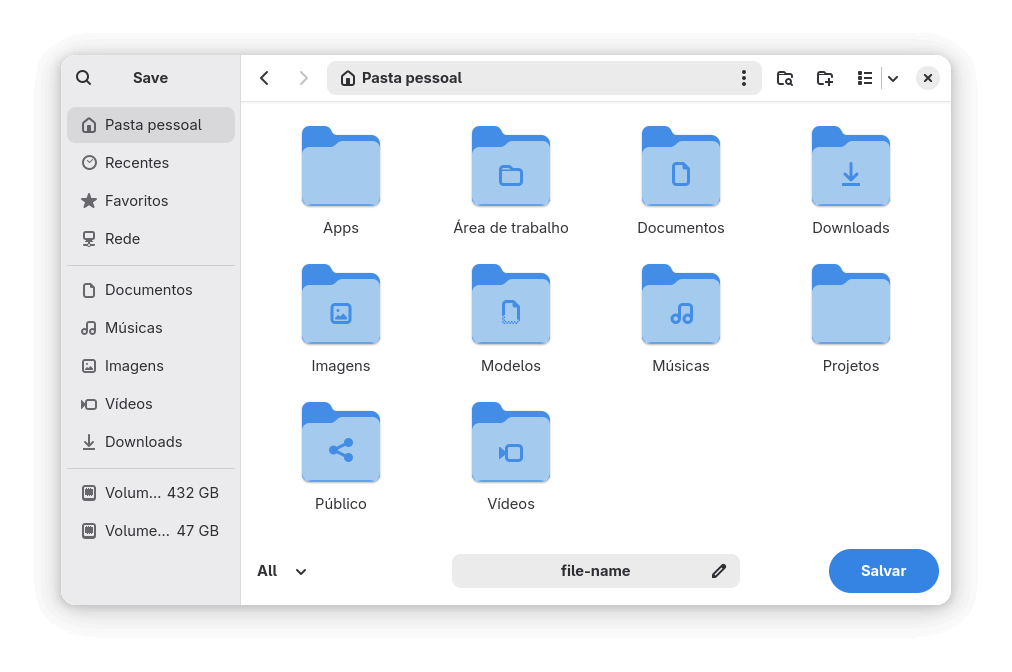 Save
Pasta pessoal
Pasta pessoal
Recentes
Favoritos
Rede
Documentos
Músicas
Imagens
Vídeos
Downloads
Volum... 432 GB
Volume... 47 GB
Apps
Área de trabalho
Documentos
Downloads
Imagens
Modelos
Músicas
Projetos
Público
Vídeos
All
file-name
Salvar